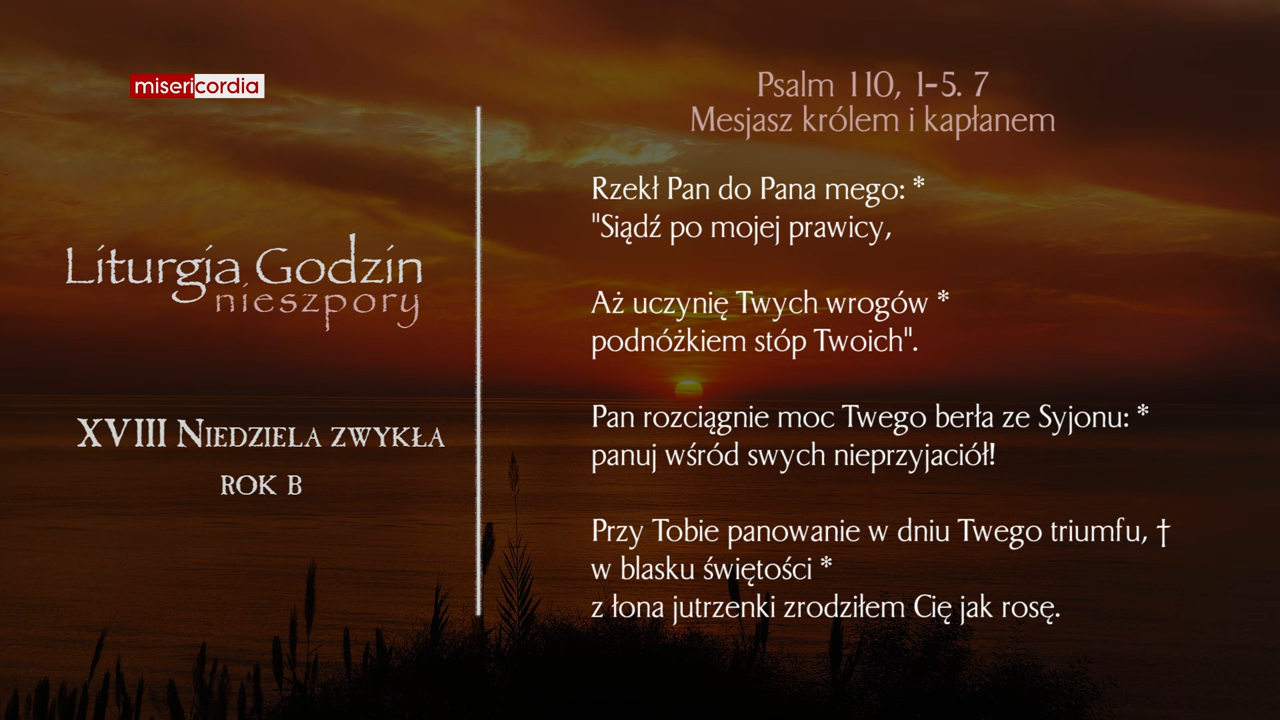 misericordia
Liturgia Godzin
nieszpory
XVIII Niedziela zwykła
rok B
Psalm 110, 1-5. 7
Mesjasz królem i kapłanem
Rzekł Pan do Pana mego: *
"Siądź po mojej prawicy,
Aż uczynię Twych wrogów *
podnóżkiem stóp Twoich".
Pan rozciągnie moc Twego berła ze Syjonu: *
panuj wśród swych nieprzyjaciół!
Przy Tobie panowanie w dniu Twego triumfu, †
w blasku świętości *
z łona jutrzenki zrodziłem Cię jak rosę.